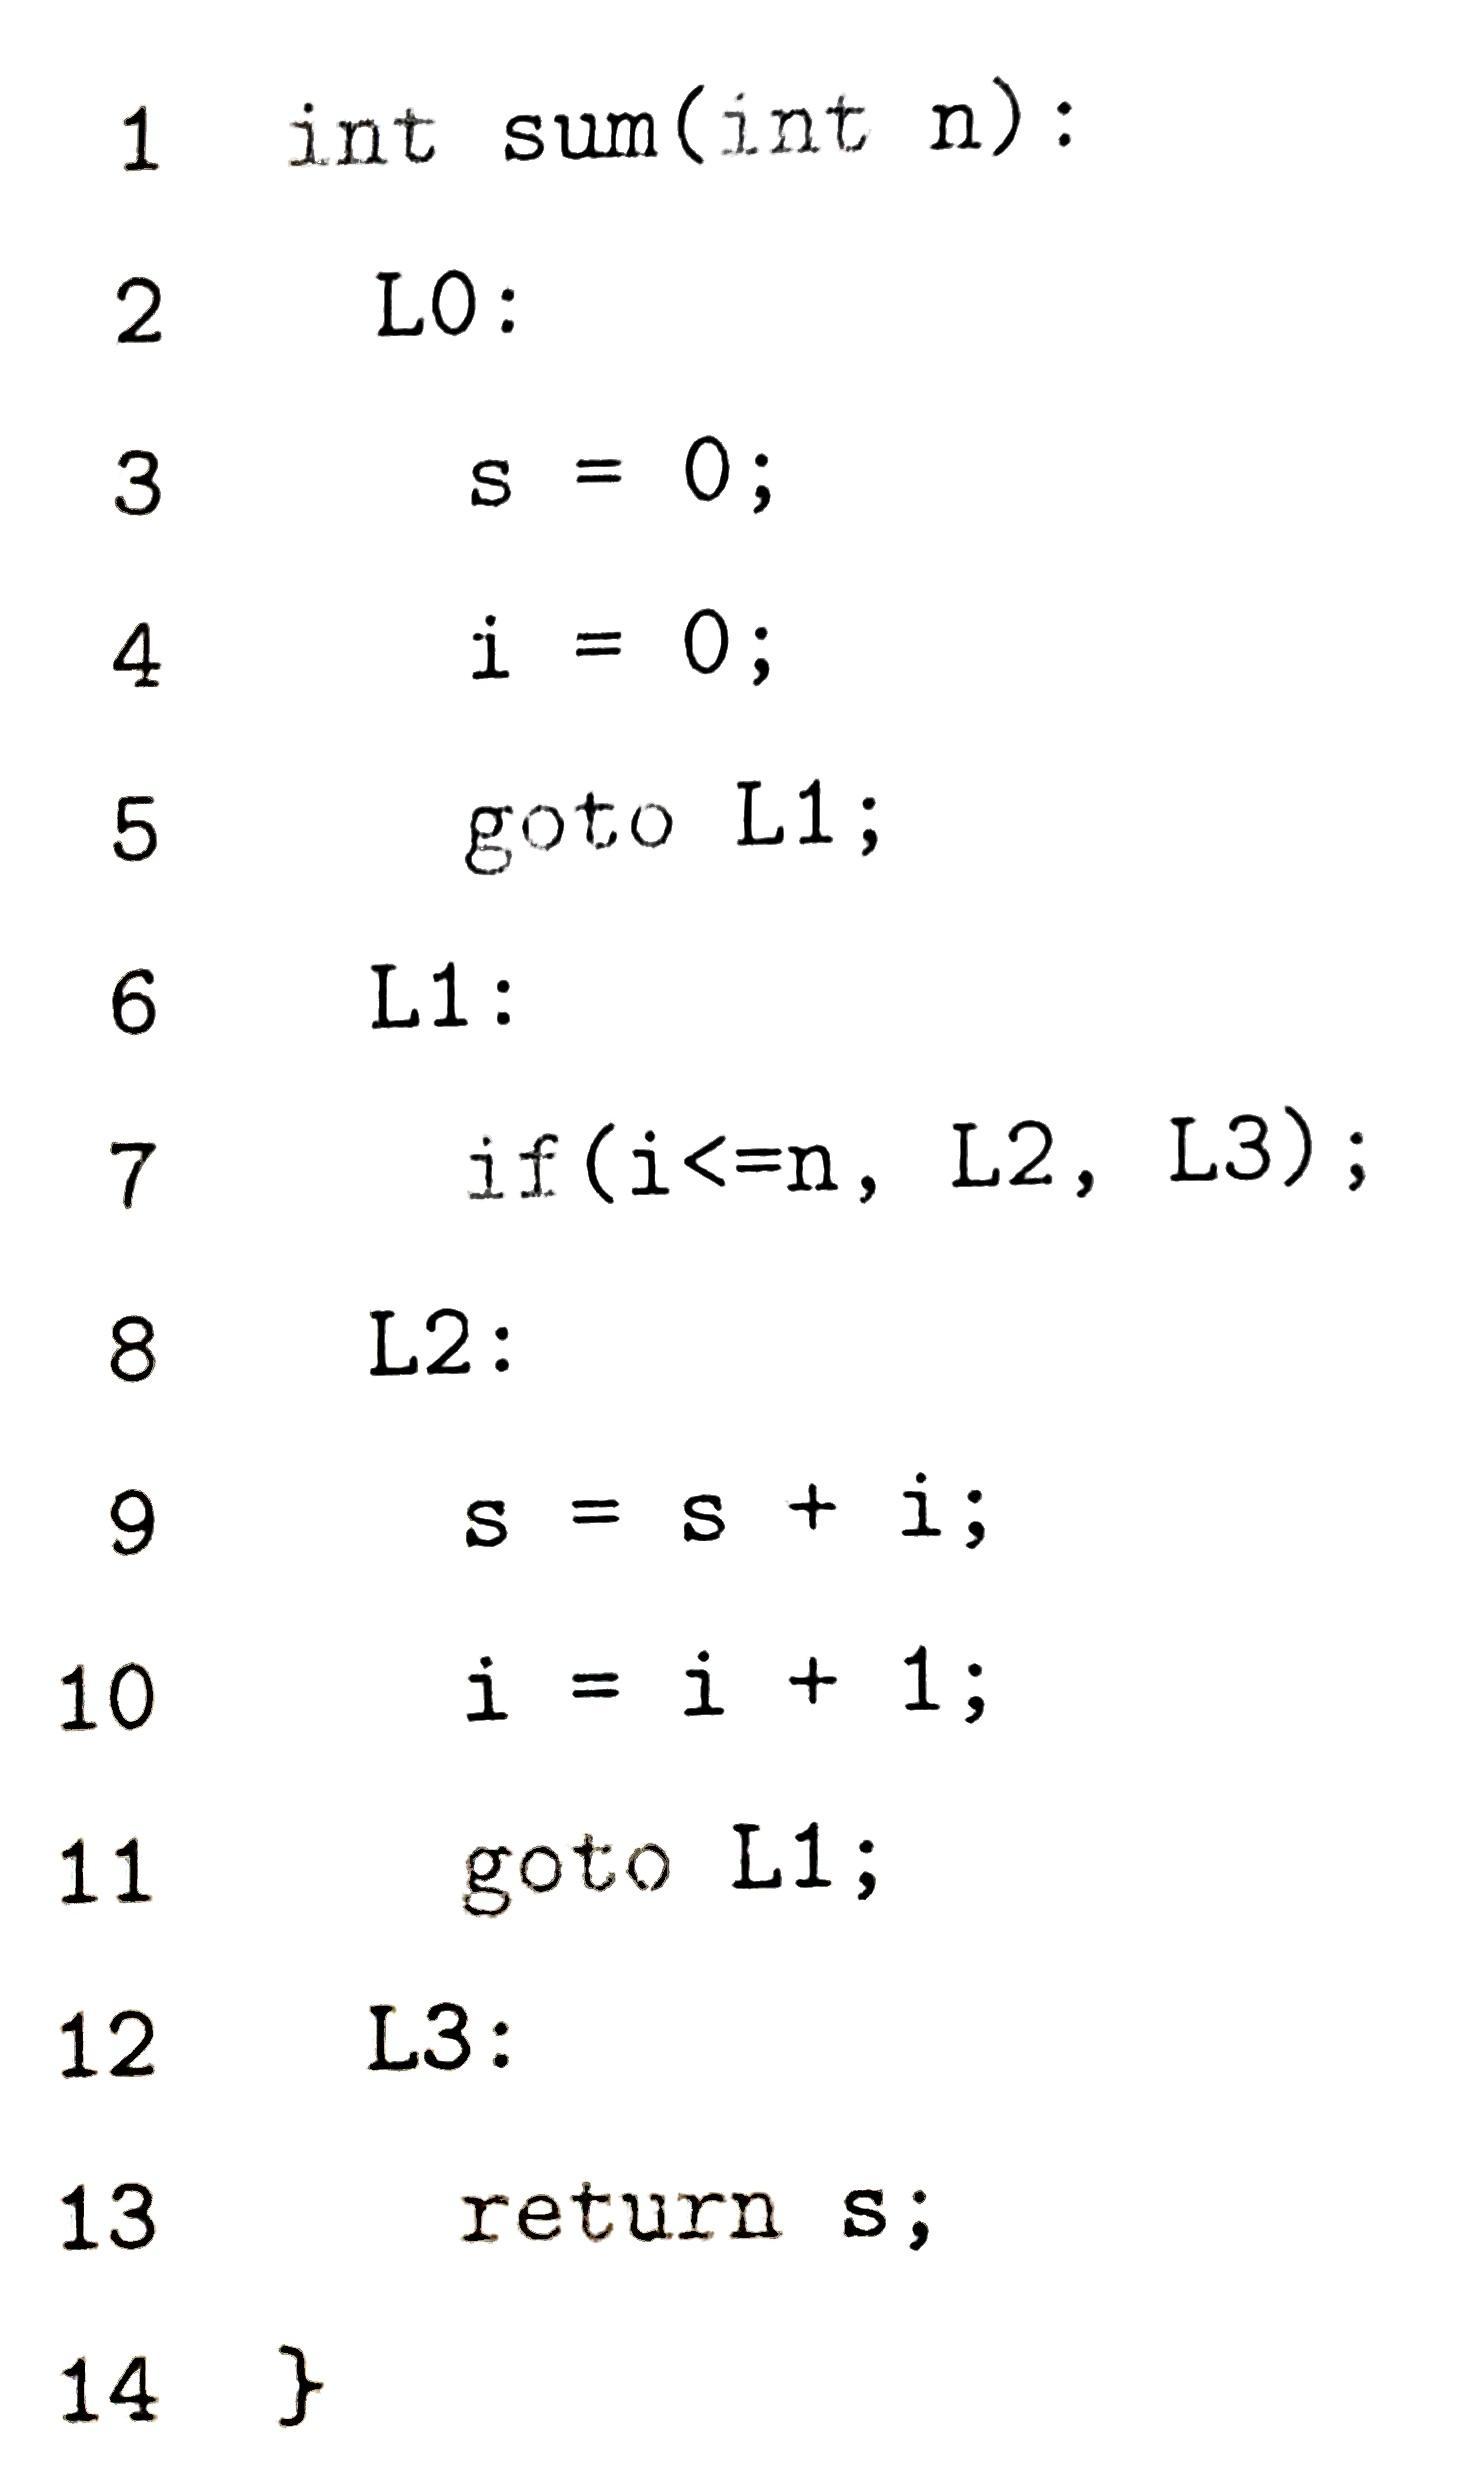 1 int sum(int n):
2 L0:
3 s = 0;
4 i = 0;
5 goto L1;
6 L1:
7 if(i<=n, L2, L3);
8 L2:
9 s = s + i;
10 i = i + 1;
11 goto L1;
12 L3:
13 return s;
14 }